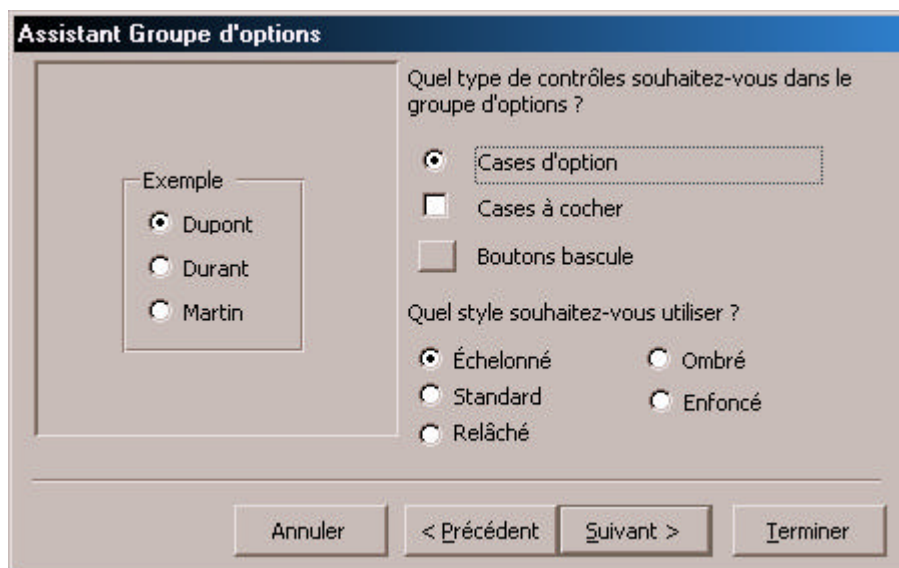 Assistant Groupe d'options
Quel type de contrôles souhaitez-vous dans le
groupe d'options ?
Cases d'option
Cases à cocher
Boutons bascule
Exemple
Dupont
Durant
Martin
Quel style souhaitez-vous utiliser ?
Échelonné
Ombré
Standard
Enfoncé
Relâché
Annuler
< Précédent
Suivant >
Terminer